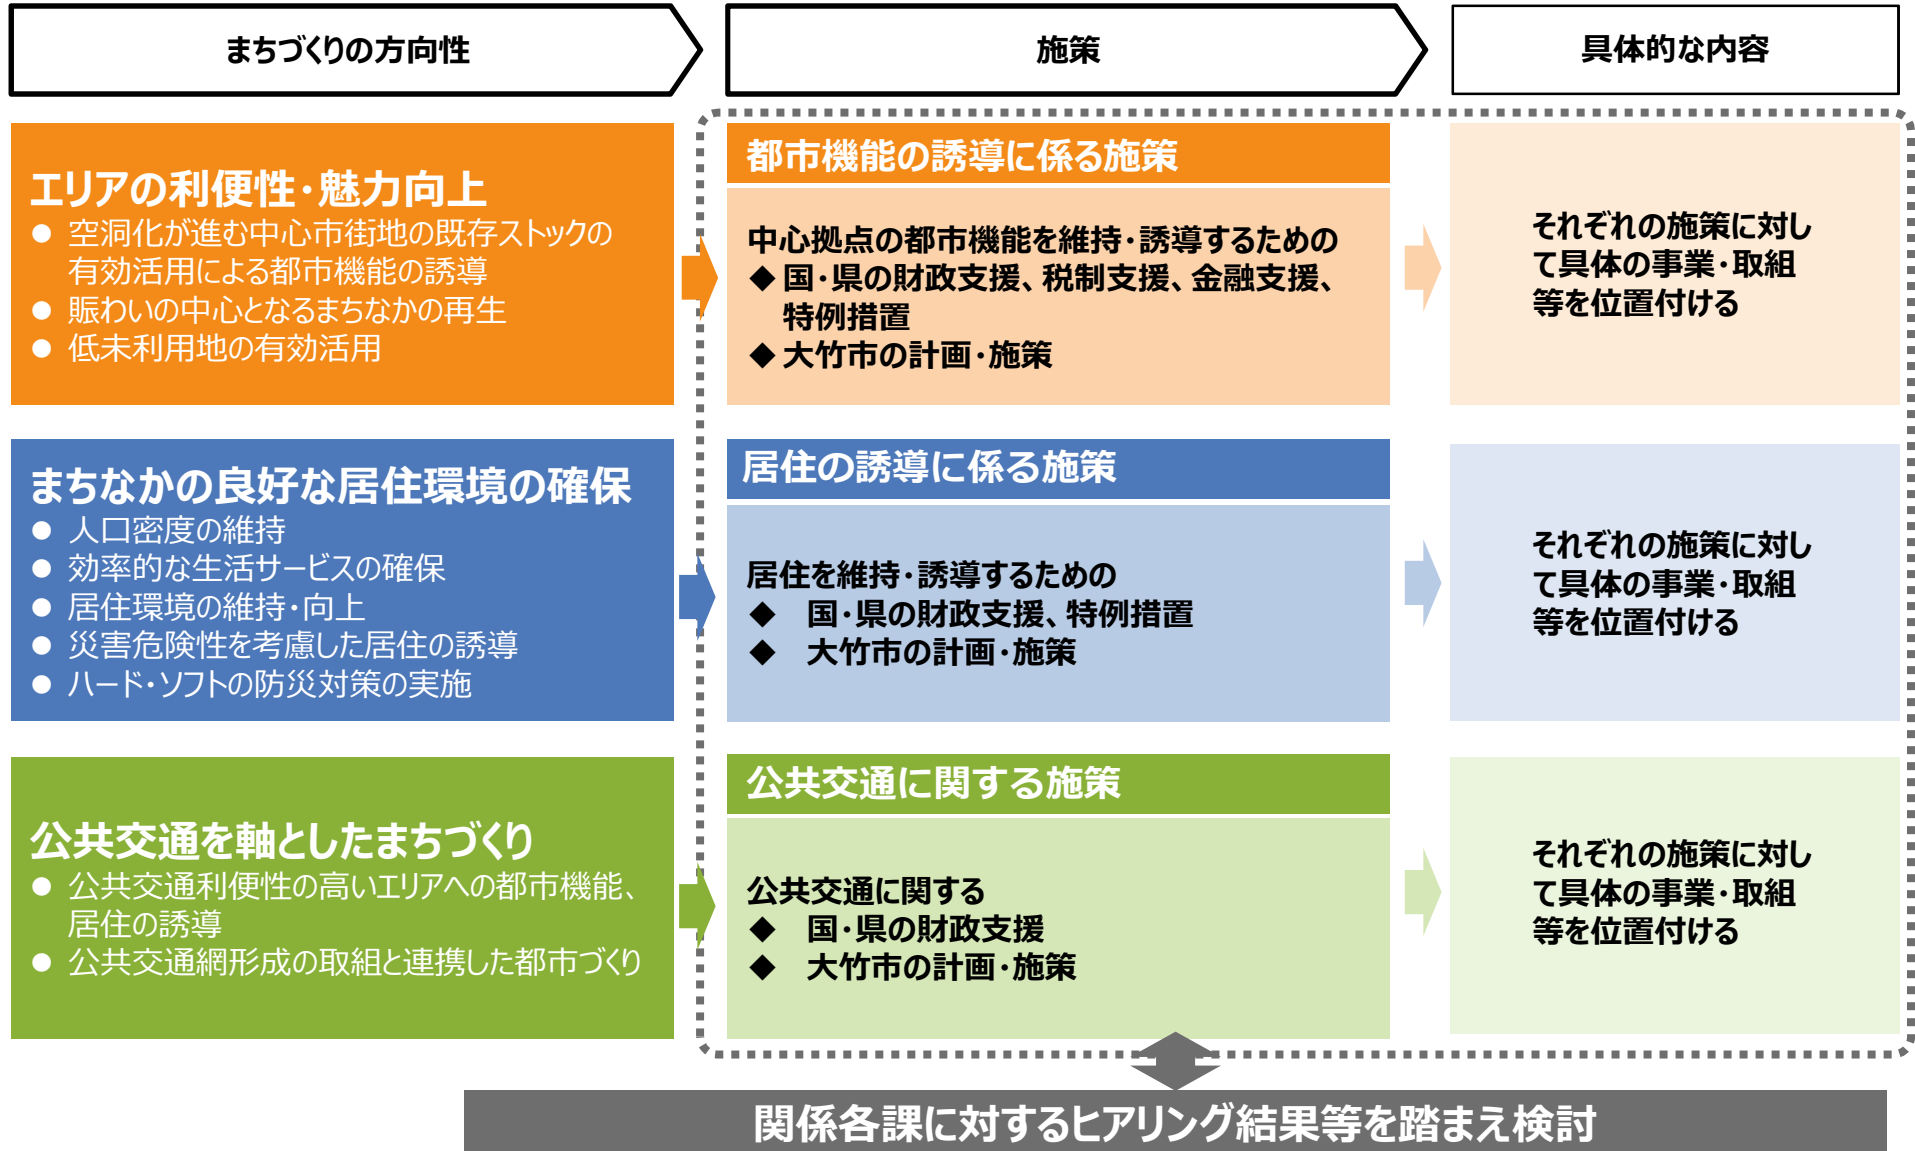 まちづくりの方向性
施策
具体的な内容
エリアの利便性・魅力向上
● 空洞化が進む中心市街地の既存ストックの
有効活用による都市機能の誘導
● 賑わいの中心となるまちなかの再生
● 低未利用地の有効活用
都市機能の誘導に係る施策
中心拠点の都市機能を維持・誘導するための
◆ 国・県の財政支援、税制支援、金融支援、
特例措置
◆ 大竹市の計画・施策
それぞれの施策に対し
て具体の事業・取組
等を位置付ける
まちなかの良好な居住環境の確保
● 人口密度の維持
● 効率的な生活サービスの確保
● 居住環境の維持・向上
● 災害危険性を考慮した居住の誘導
● ハード・ソフトの防災対策の実施
居住の誘導に係る施策
居住を維持・誘導するための
◆ 国・県の財政支援、特例措置
◆ 大竹市の計画・施策
それぞれの施策に対し
て具体の事業・取組
等を位置付ける
公共交通を軸としたまちづくり
● 公共交通利便性の高いエリアへの都市機能、
居住の誘導
● 公共交通網形成の取組と連携した都市づくり
公共交通に関する施策
公共交通に関する
◆ 国・県の財政支援
◆ 大竹市の計画・施策
それぞれの施策に対し
て具体の事業・取組
等を位置付ける
関係各課に対するヒアリング結果等を踏まえ検討